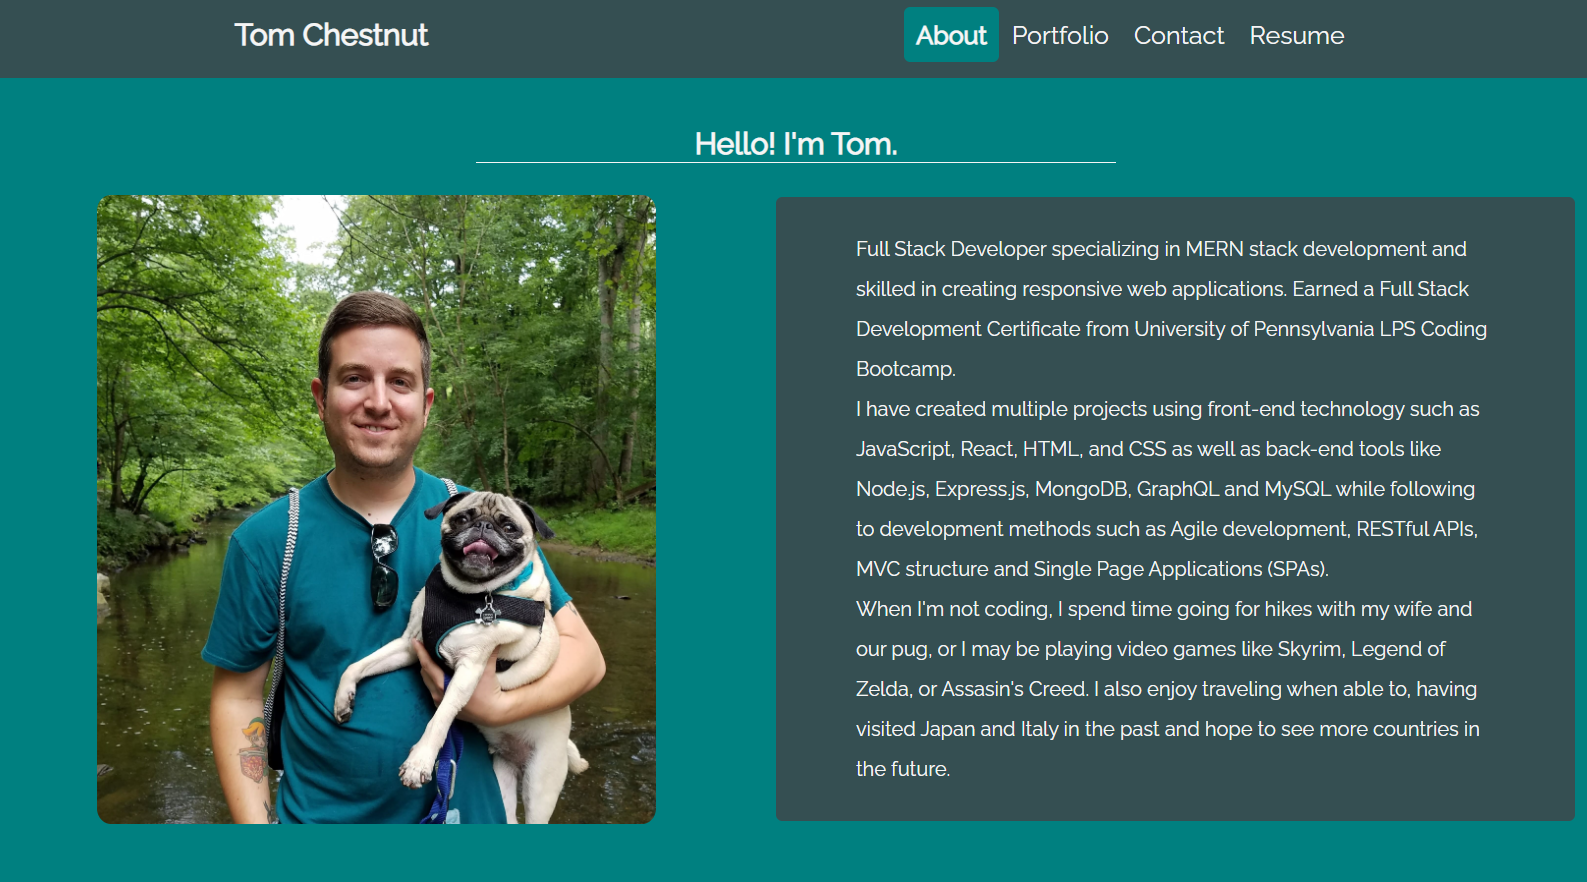 Tom Chestnut
About Portfolio Contact Resume
Hello! I'm Tom.
Full Stack Developer specializing in MERN stack development and
skilled in creating responsive web applications. Earned a Full Stack
Development Certificate from University of Pennsylvania LPS Coding
Bootcamp.
I have created multiple projects using front-end technology such as
JavaScript, React, HTML, and CSS as well as back-end tools like
Node.js, Express.js, MongoDB, GraphQL and MySQL while following
to development methods such as Agile development, RESTful APIs,
MVC structure and Single Page Applications (SPAs).
When I'm not coding, I spend time going for hikes with my wife and
our pug, or I may be playing video games like Skyrim, Legend of
Zelda, or Assasin's Creed. I also enjoy traveling when able to, having
visited Japan and Italy in the past and hope to see more countries in
the future.